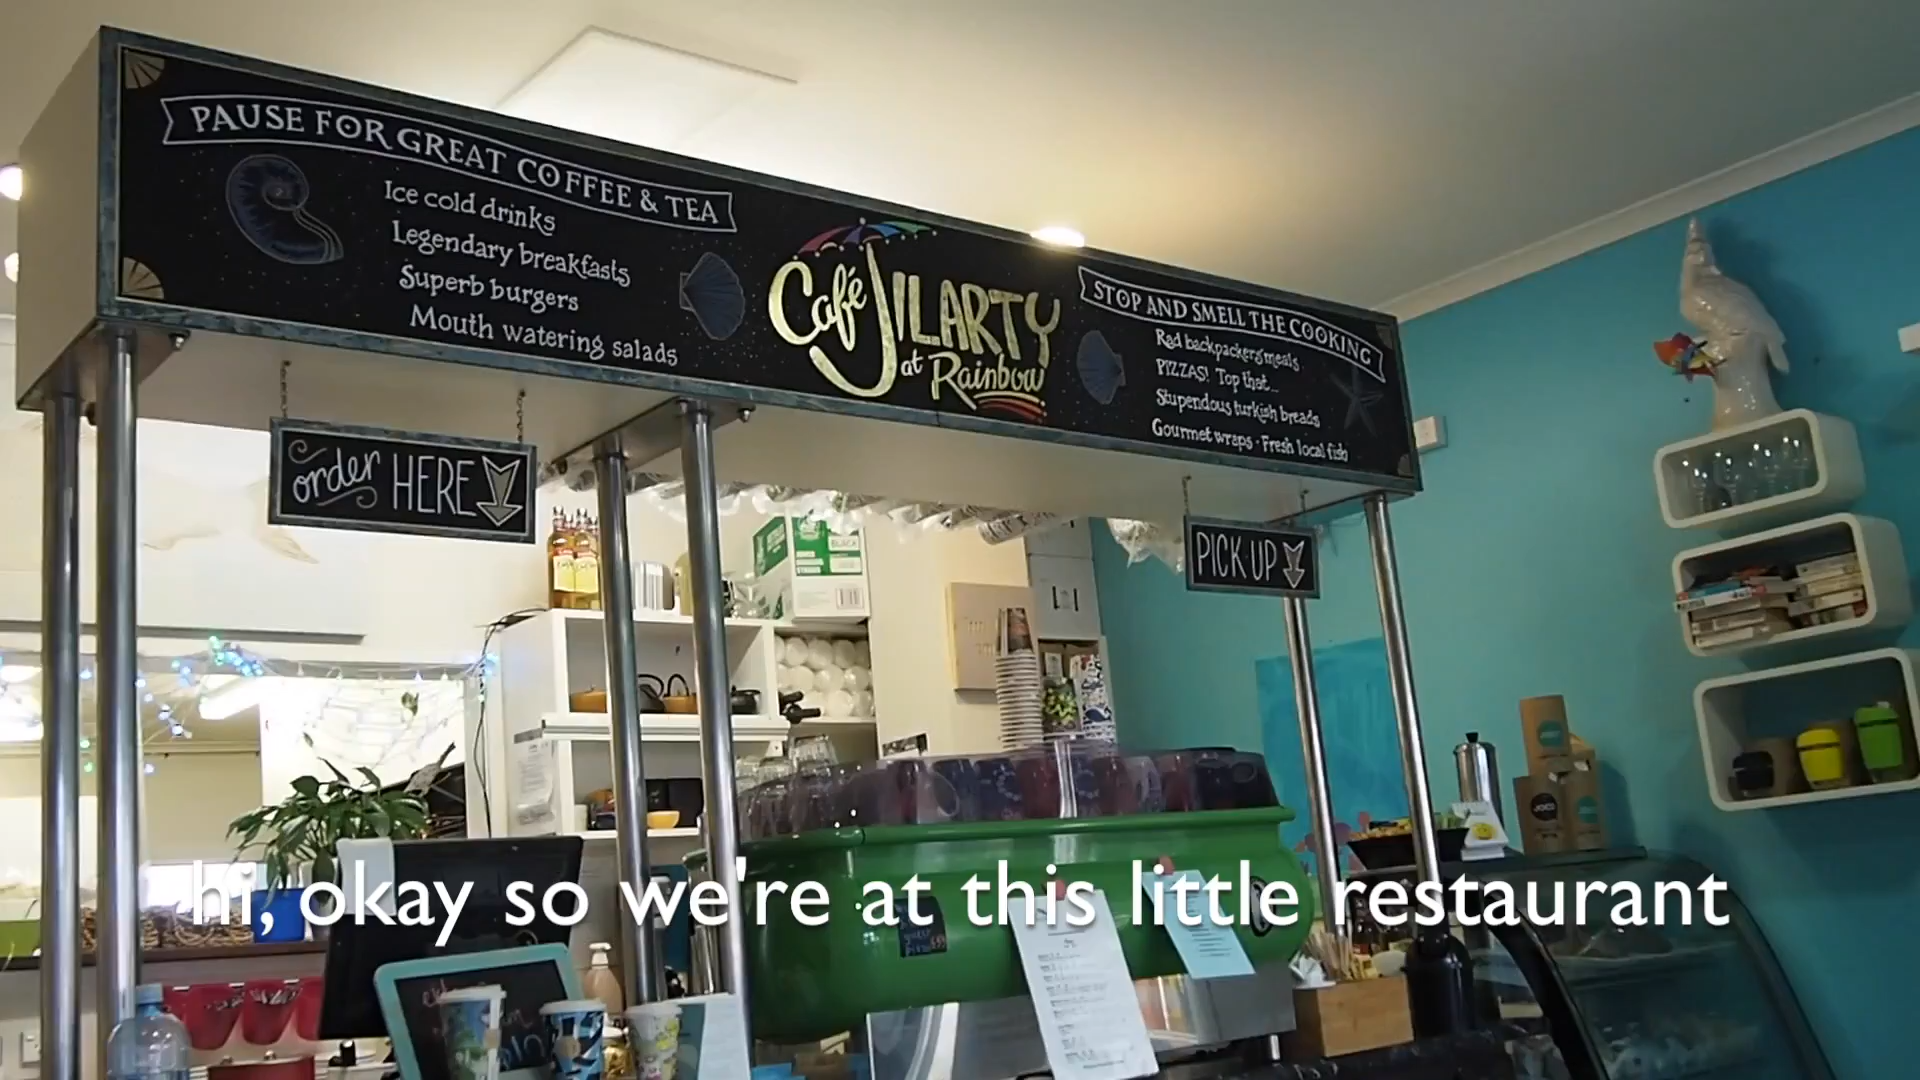 PAUSE FOR GREAT COFFEE & TEA
Ice cold drinks
Legendary breakfasts
Superb burgers
Mouth watering salads
Café JILARTY
at Rainbow
STOP AND SMELL THE COOKING
Rad backpackers' meals
PIZZAS! Top that...
Stupendous turkish breads
Gourmet wraps · Fresh local fish
order HERE
PICK UP
BLACK
JOCO
hi, okay so we're at this little restaurant